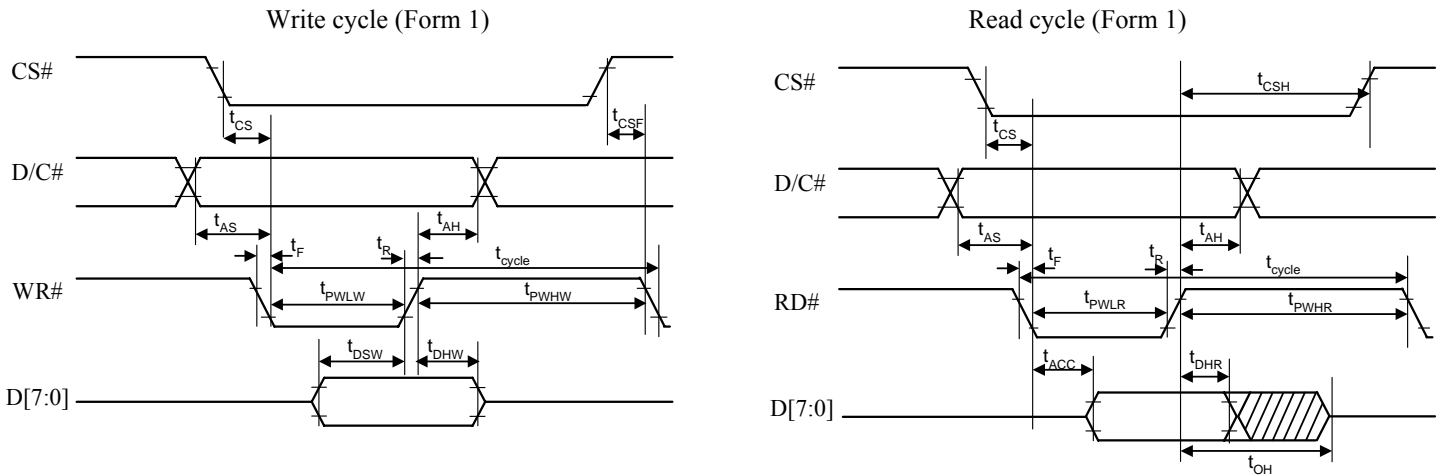 Write cycle (Form 1)
CS#
tCS
tCSF
D/C#
tAS
tAH
tF
tR
tcycle
WR#
tPWLW
tPWHW
tDSW
tDHW
D[7:0]
Read cycle (Form 1)
CS#
tCSH
tCS
D/C#
tAS
tAH
tF
tR
tcycle
RD#
tPWLR
tPWHR
tACC
tDHR
D[7:0]
tOH